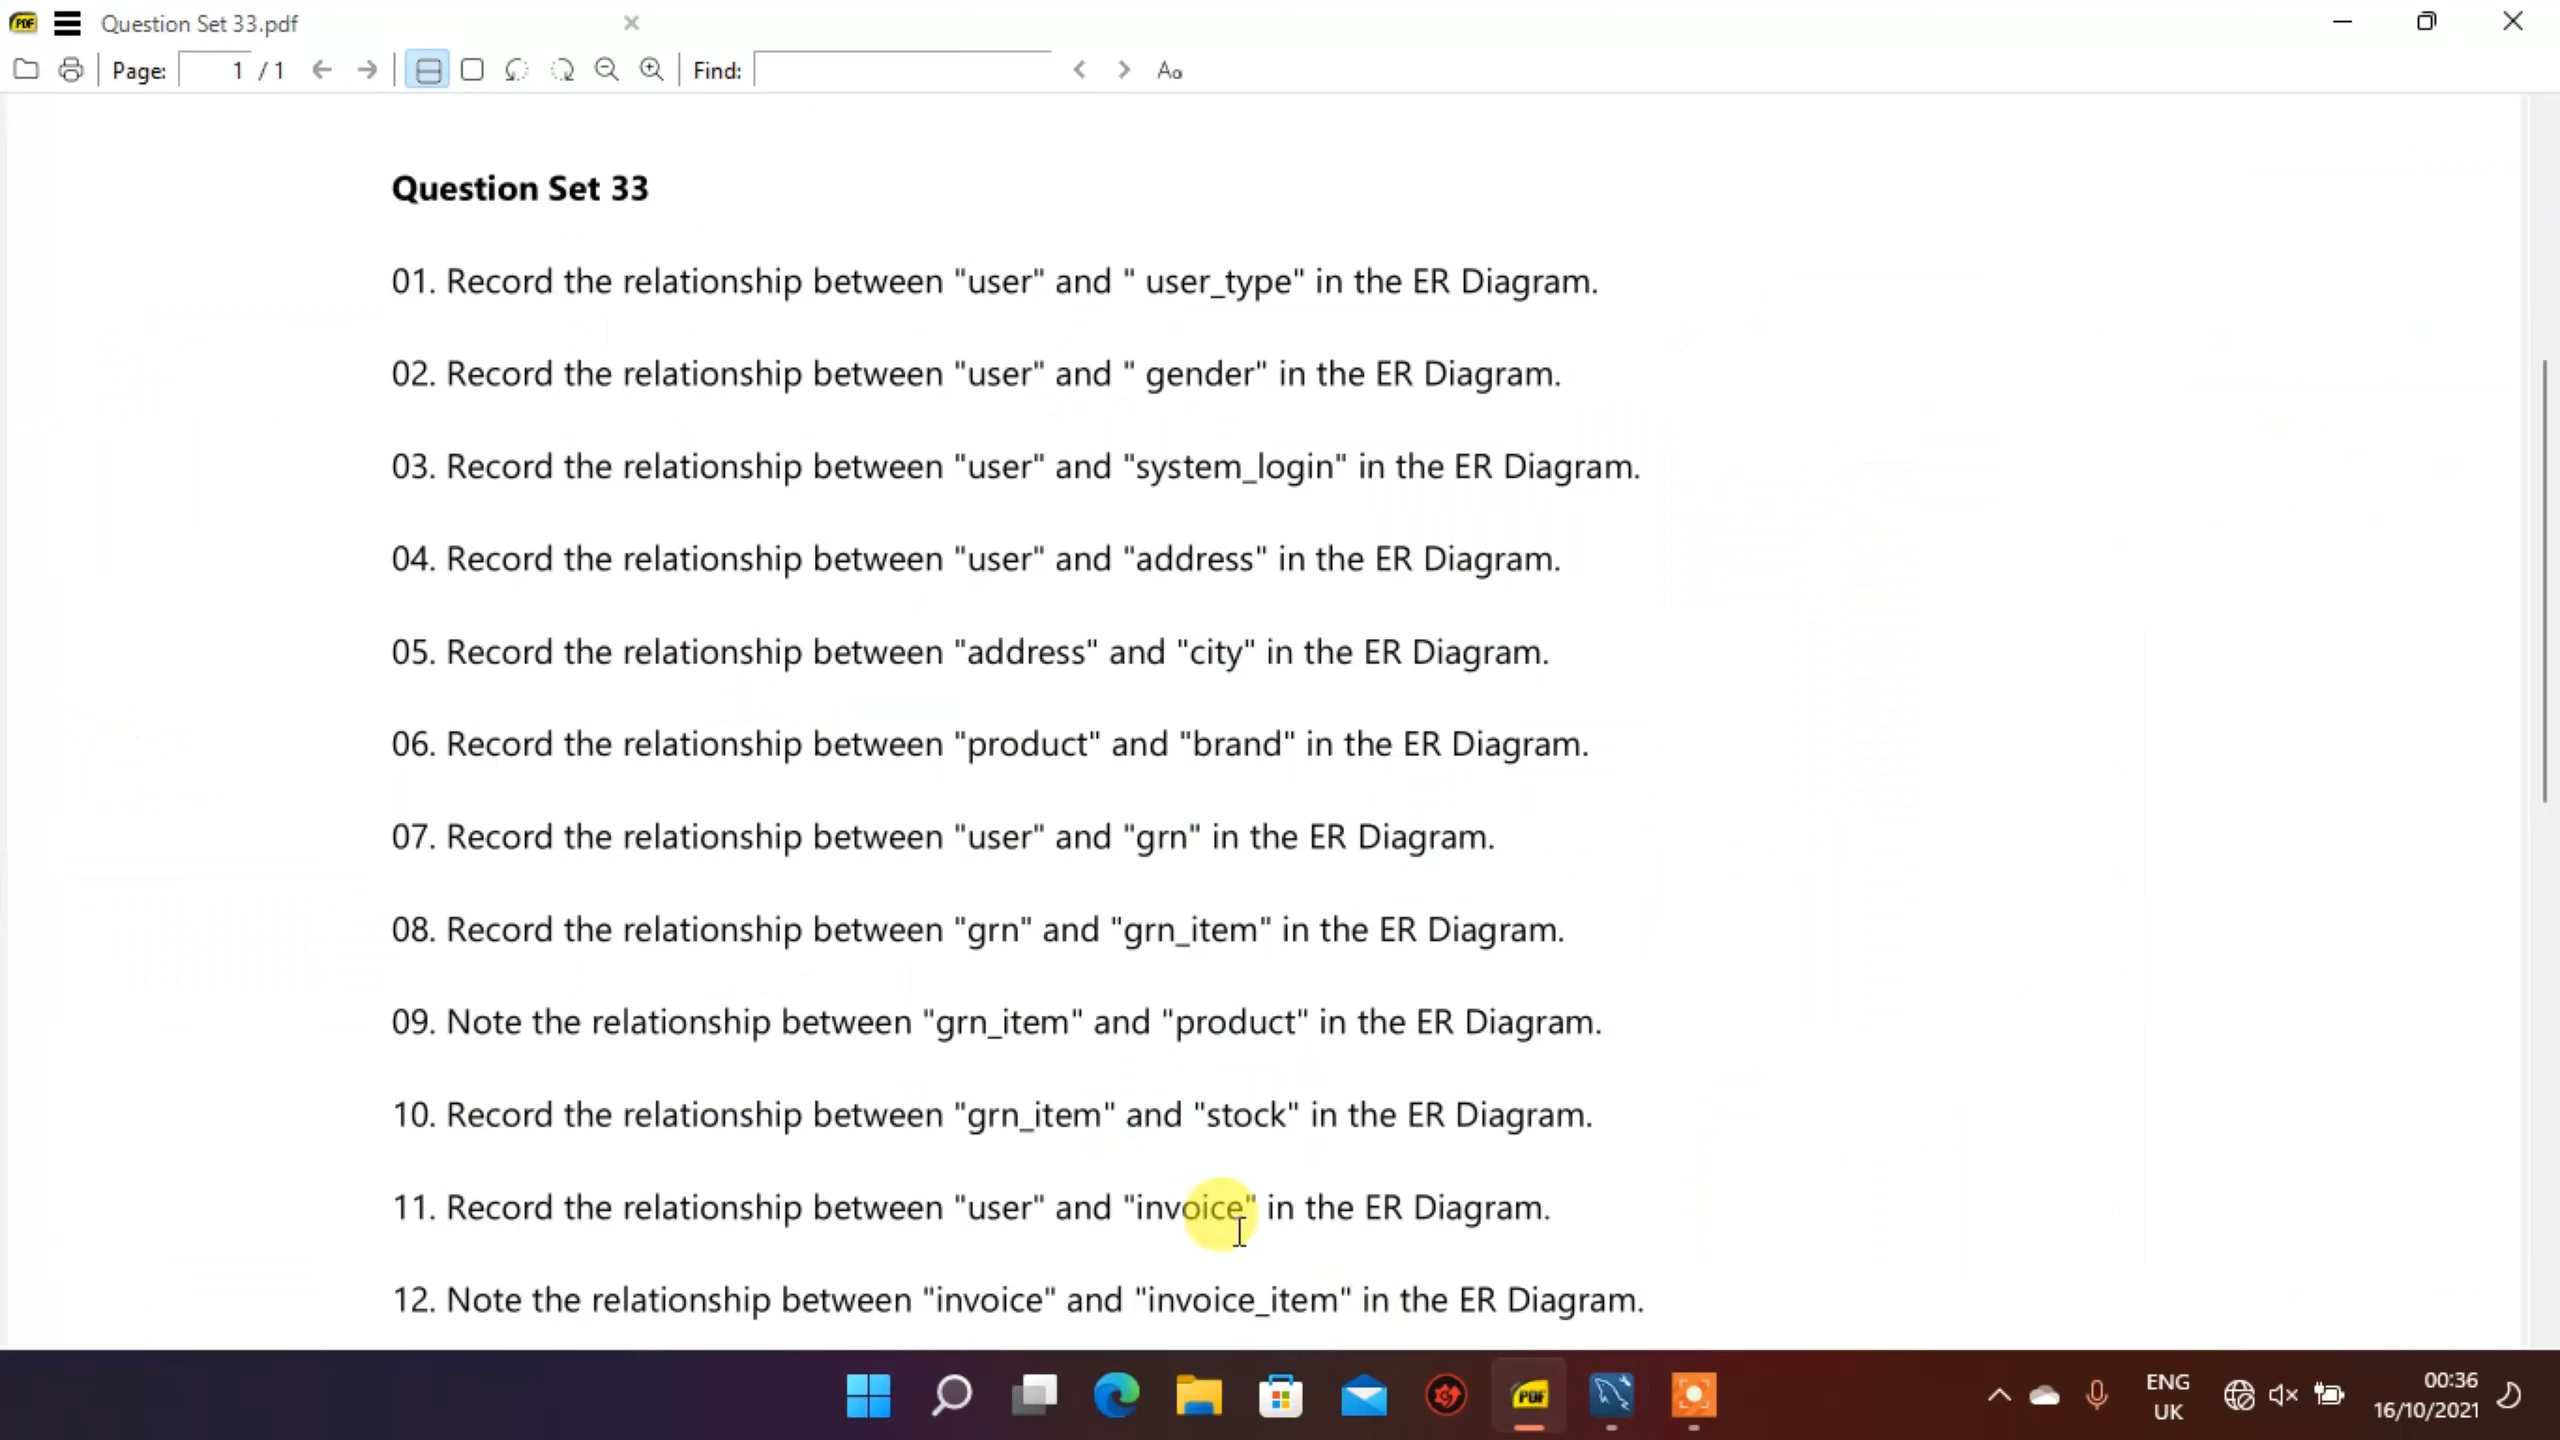 Question Set 33.pdf
Page: 1 / 1 Find:
Question Set 33
01. Record the relationship between "user" and " user_type" in the ER Diagram.
02. Record the relationship between "user" and " gender" in the ER Diagram.
03. Record the relationship between "user" and "system_login" in the ER Diagram.
04. Record the relationship between "user" and "address" in the ER Diagram.
05. Record the relationship between "address" and "city" in the ER Diagram.
06. Record the relationship between "product" and "brand" in the ER Diagram.
07. Record the relationship between "user" and "grn" in the ER Diagram.
08. Record the relationship between "grn" and "grn_item" in the ER Diagram.
09. Note the relationship between "grn_item" and "product" in the ER Diagram.
10. Record the relationship between "grn_item" and "stock" in the ER Diagram.
11. Record the relationship between "user" and "invoice" in the ER Diagram.
12. Note the relationship between "invoice" and "invoice_item" in the ER Diagram.
ENG 00:36
UK 16/10/2021